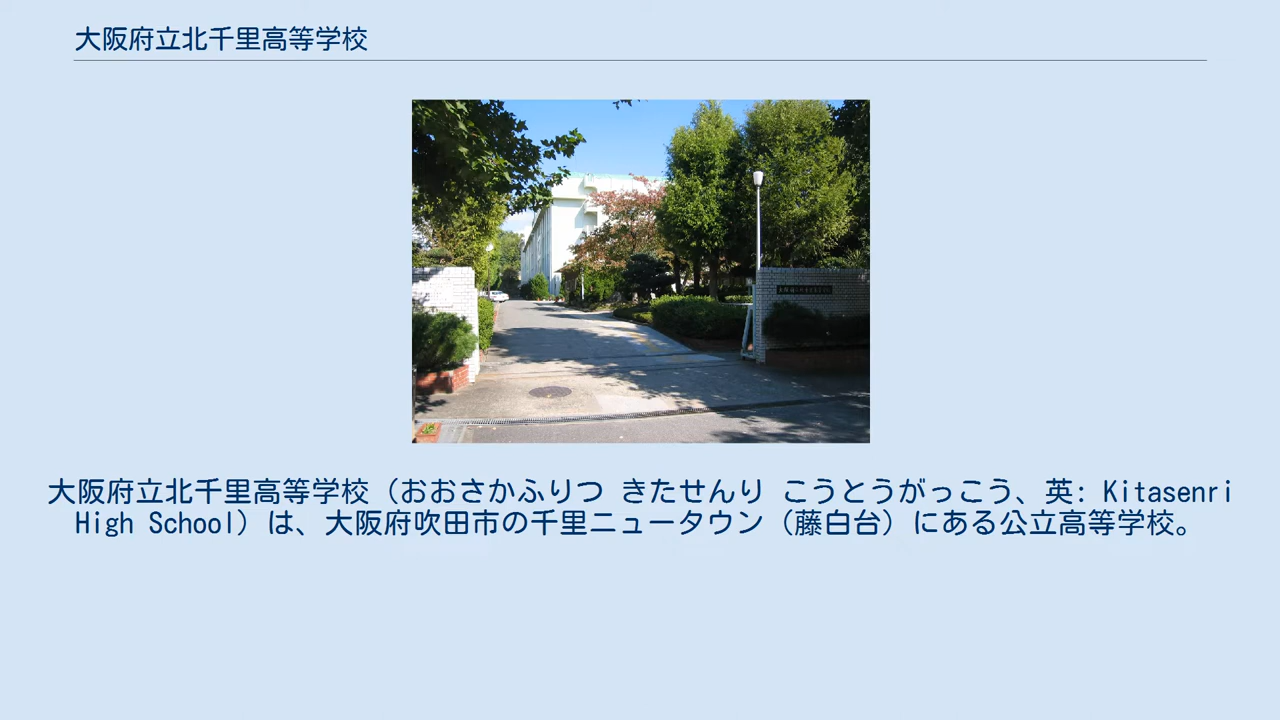 大阪府立北千里高等学校
大阪府立北千里高等学校（おおさかふりつ きたせんり こうとうがっこう、英: Kitasenri
High School）は、大阪府吹田市の千里ニュータウン（藤白台）にある公立高等学校。